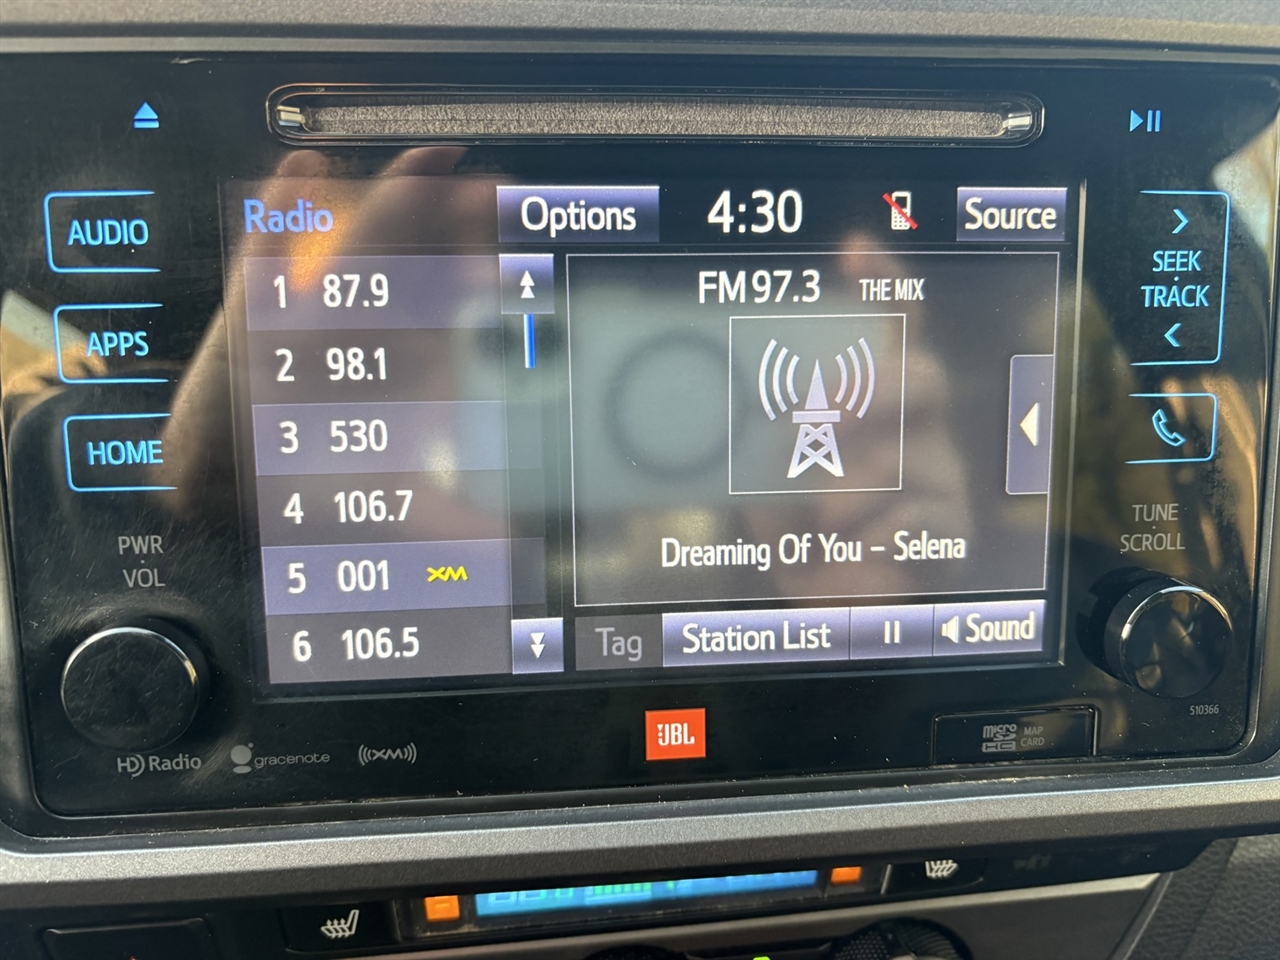 AUDIO
APPS
HOME
PWR
VOL
Radio
Options
4:30
Source
1 87.9
2 98.1
3 530
4 106.7
5 001 XM
6 106.5
FM 97.3 THE MIX
Dreaming Of You - Selena
Tag
Station List
Sound
SEEK
TRACK
TUNE
SCROLL
510366
HD Radio
gracenote
((XM))
JBL
micro
SD
HC
MAP
CARD